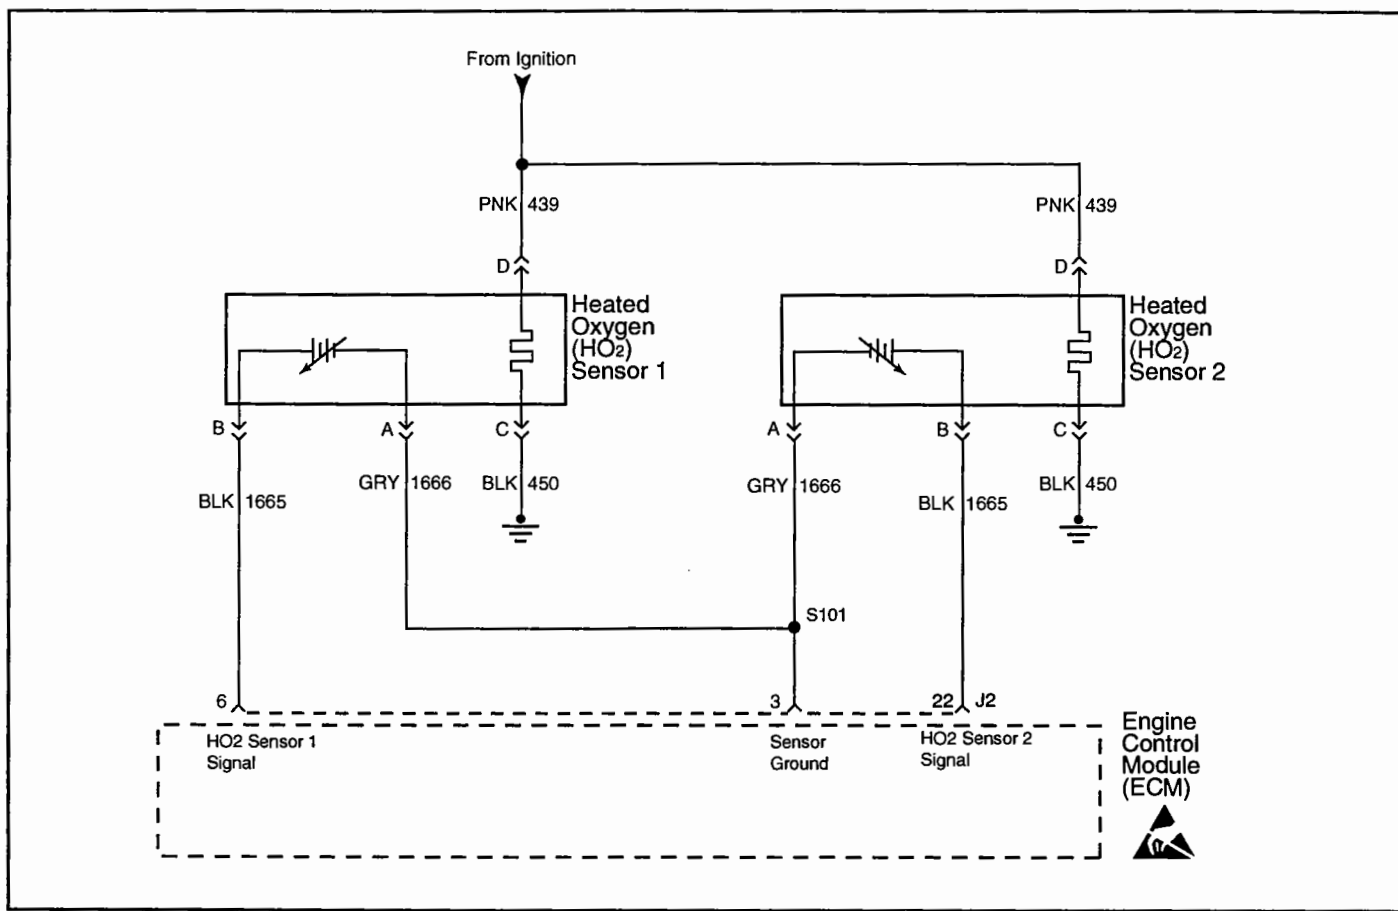 From Ignition
PNK 439
PNK 439
D
D
Heated
Oxygen
(HO2)
Sensor 1
Heated
Oxygen
(HO2)
Sensor 2
B
A
C
A
B
C
BLK 1665
GRY 1666
BLK 450
GRY 1666
BLK 1665
BLK 450
S101
6
3
22
J2
HO2 Sensor 1
Signal
Sensor
Ground
HO2 Sensor 2
Signal
Engine
Control
Module
(ECM)